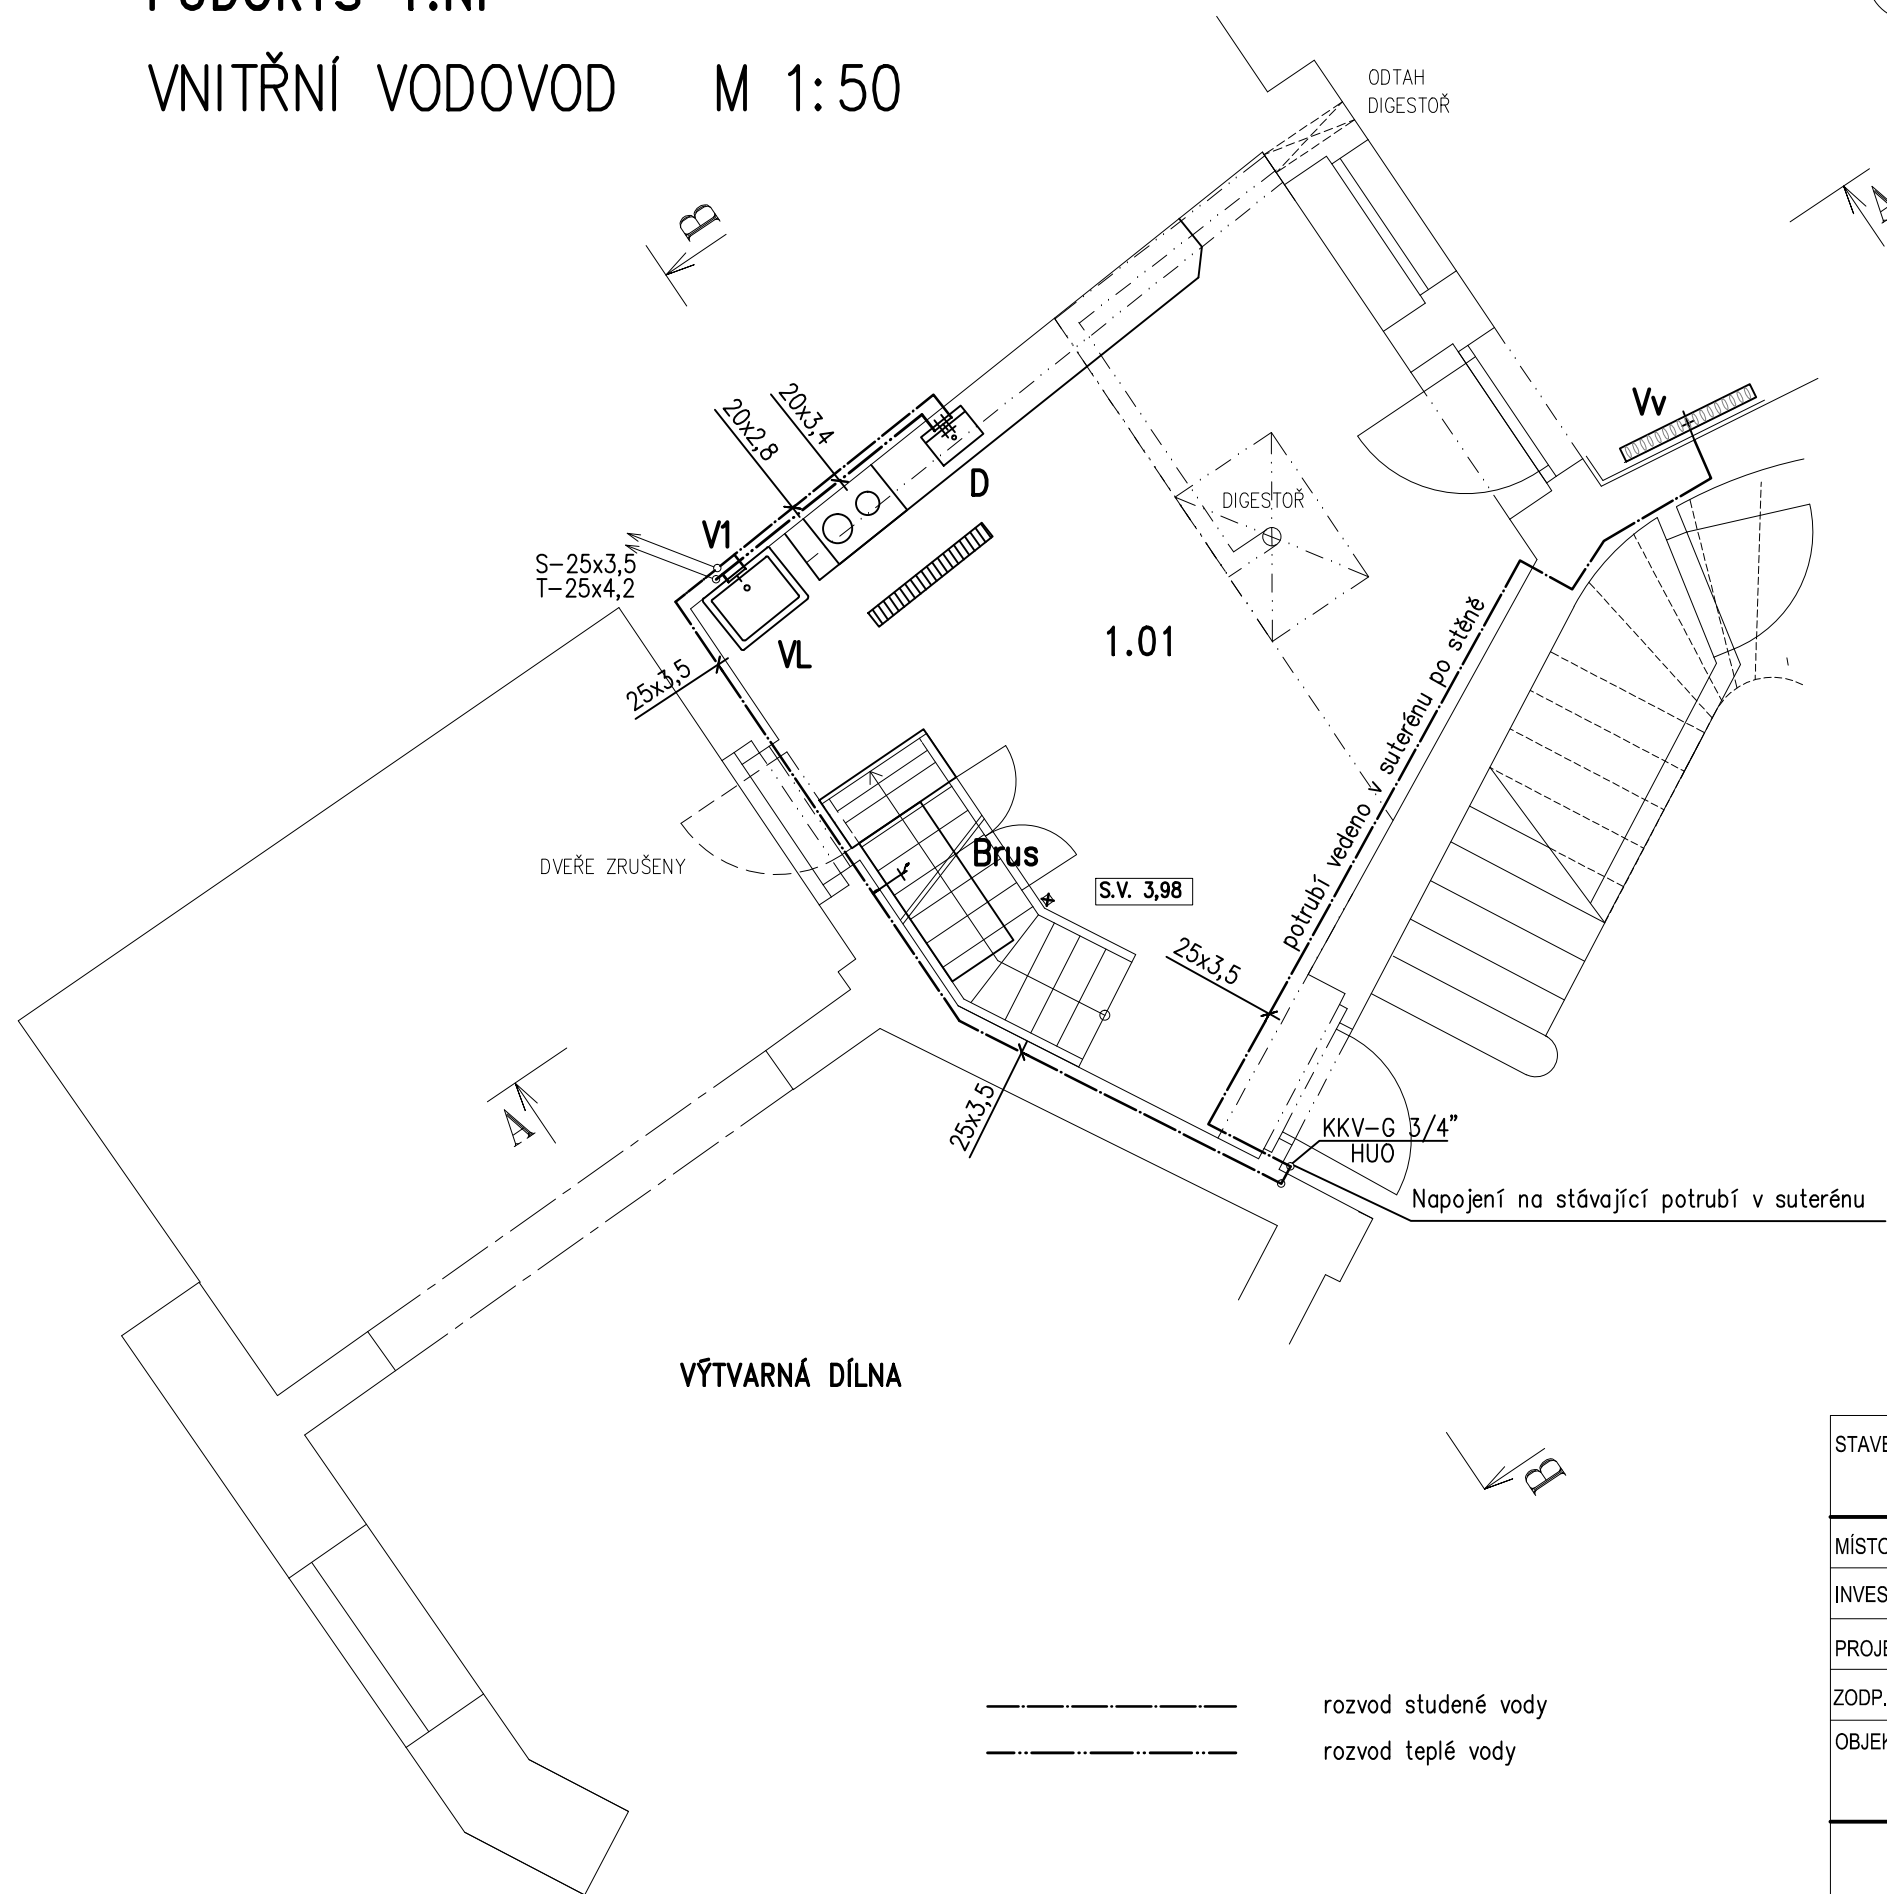 PŮDORYS 1.NP
VNITŘNÍ VODOVOD M 1:50
ODTAH
DIGESTOŘ
B
A
20x3,4
20x2,8
Vv
D
DIGESTOŘ
V1
S-25x3,5
T-25x4,2
VL
1.01
25x3,5
potrubí vedeno v suterénu po stěně
Brus
DVEŘE ZRUŠENY
S.V. 3,98
25x3,5
A
25x3,5
KKV-G 3/4"
HUO
Napojení na stávající potrubí v suterénu
VÝTVARNÁ DÍLNA
B
STAVE
MÍSTO
INVES
PROJE
ZODP.
OBJEK
rozvod studené vody
rozvod teplé vody